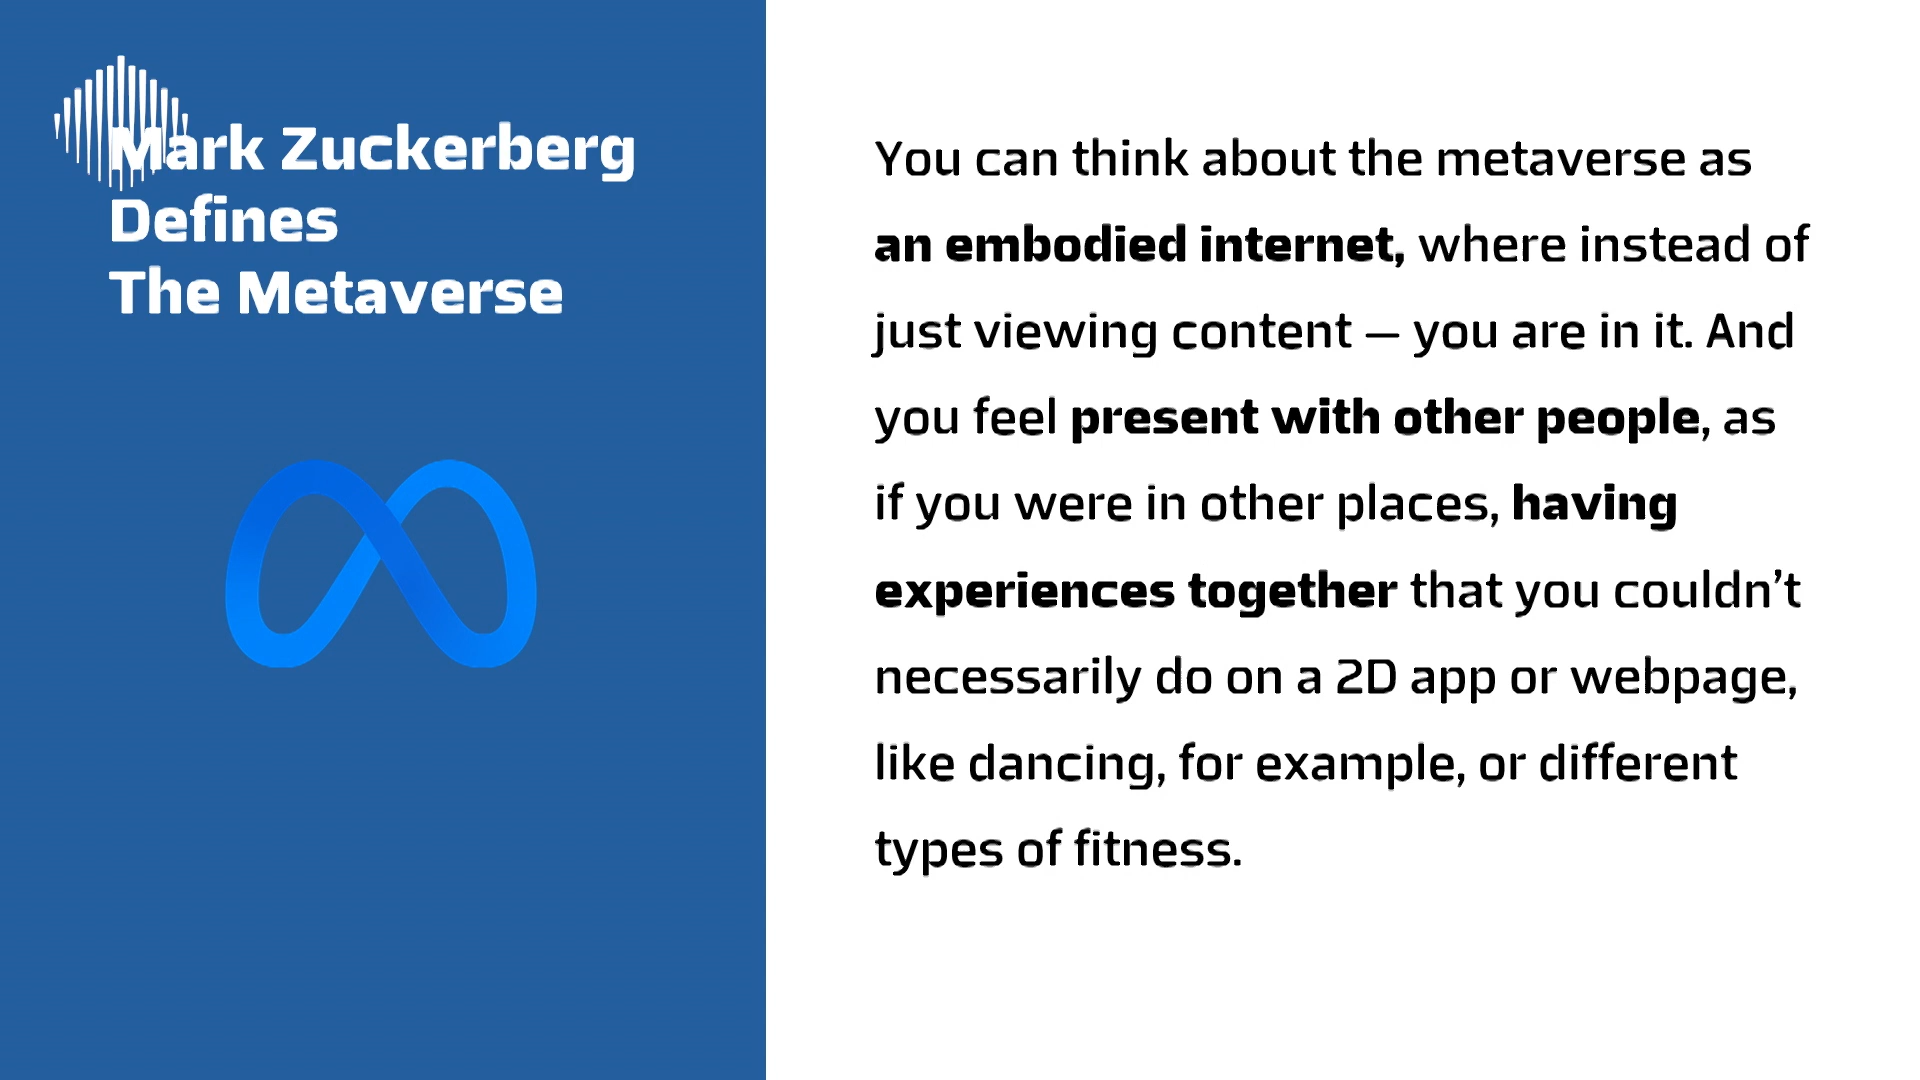 Mark Zuckerberg
Defines
The Metaverse
You can think about the metaverse as
an embodied internet, where instead of
just viewing content — you are in it. And
you feel present with other people, as
if you were in other places, having
experiences together that you couldn’t
necessarily do on a 2D app or webpage,
like dancing, for example, or different
types of fitness.